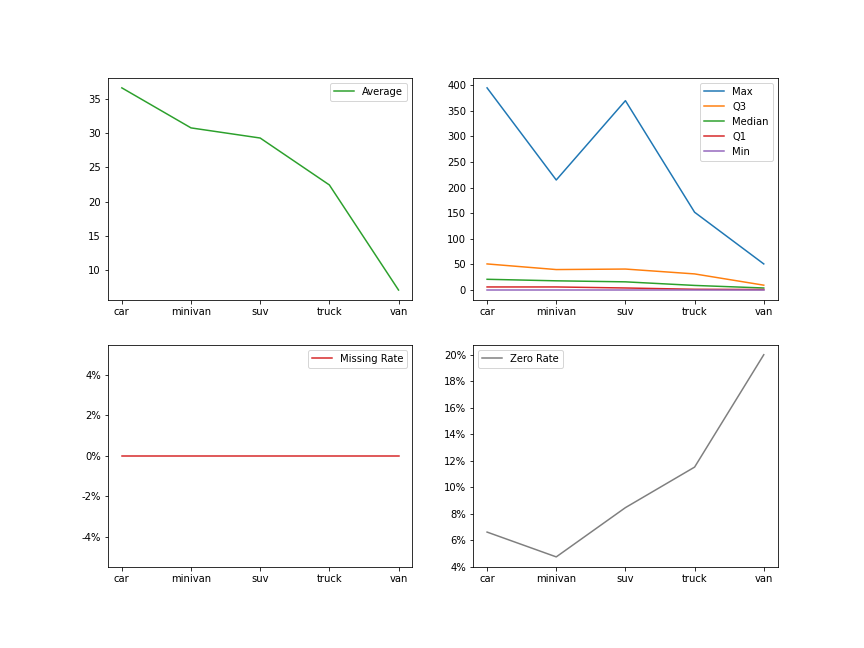 Average
35
30
25
20
15
10
car minivan suv truck van
Max
Q3
Median
Q1
Min
400
350
300
250
200
150
100
50
0
car minivan suv truck van
Missing Rate
4%
2%
0%
-2%
-4%
car minivan suv truck van
Zero Rate
20%
18%
16%
14%
12%
10%
8%
6%
4%
car minivan suv truck van